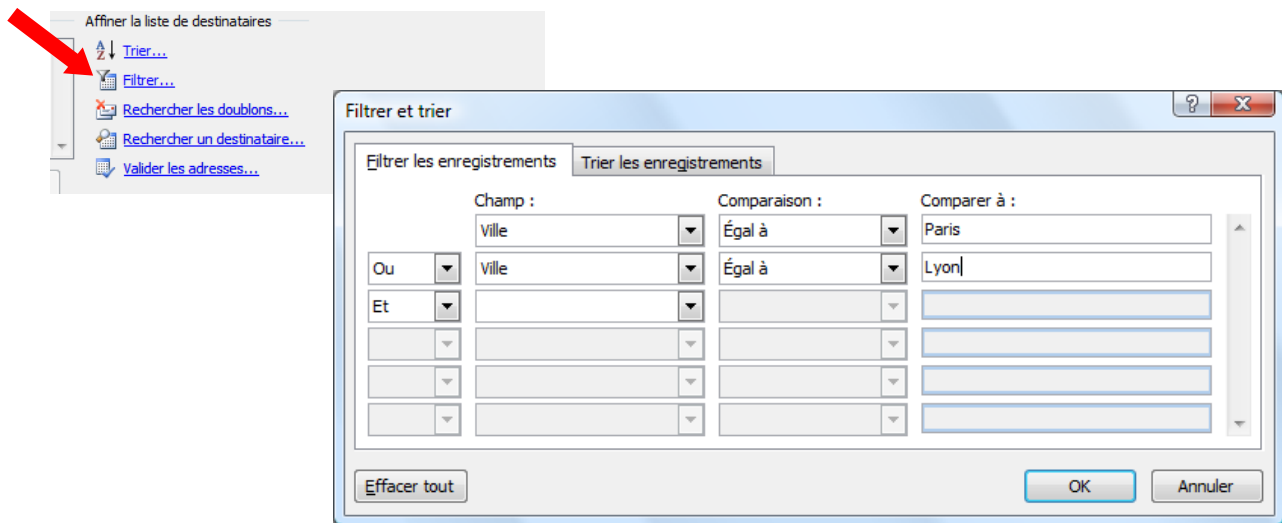 Affiner la liste de destinataires
Trier...
Filtrer...
Rechercher les doublons...
Rechercher un destinataire...
Valider les adresses...
Filtrer et trier
Filtrer les enregistrements Trier les enregistrements
Champ : Comparaison : Comparer à :
Ville Égal à Paris
Ou Ville Égal à Lyon
Et
Effacer tout OK Annuler